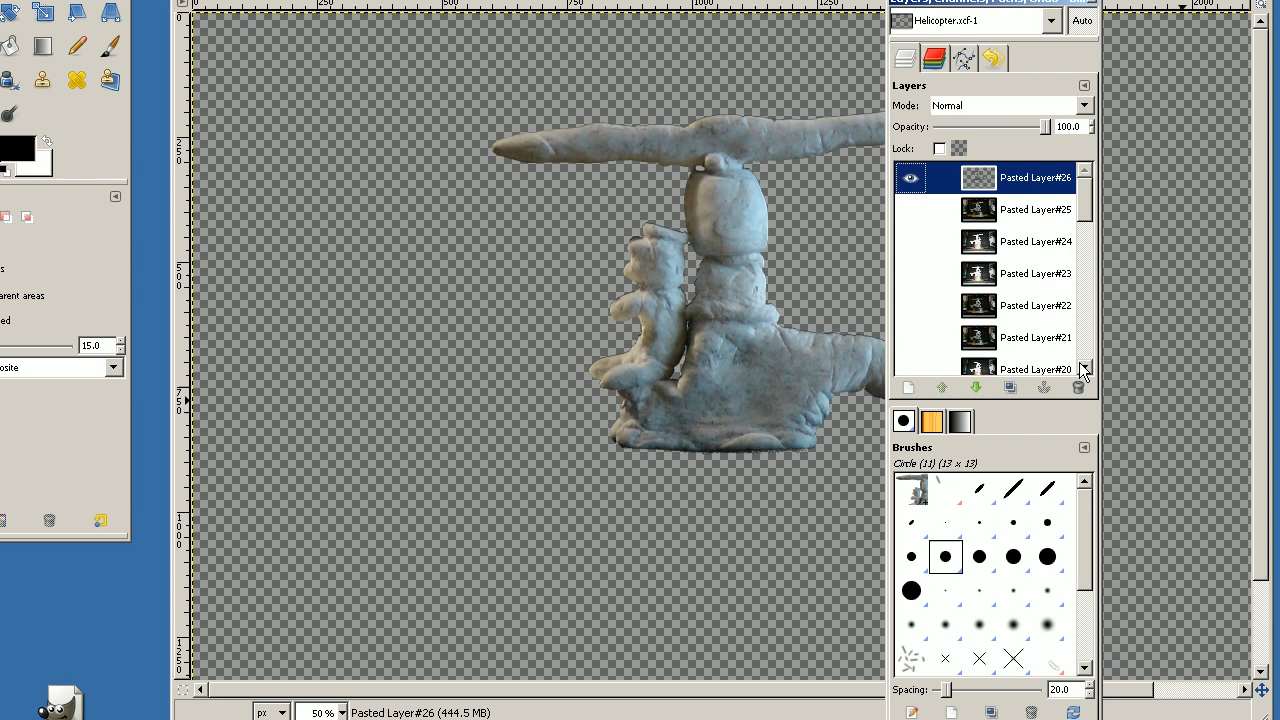 0
250
500
750
1000
1250
2000
Helicopter.xcf-1
Auto
Layers
Mode: Normal
Opacity: 100.0
Lock:
Pasted Layer#26
Pasted Layer#25
Pasted Layer#24
Pasted Layer#23
Pasted Layer#22
Pasted Layer#21
Pasted Layer#20
arent areas
15.0
Brushes
Circle (11) (13 x 13)
Spacing: 20.0
px
50 %
Pasted Layer#26 (444.5 MB)